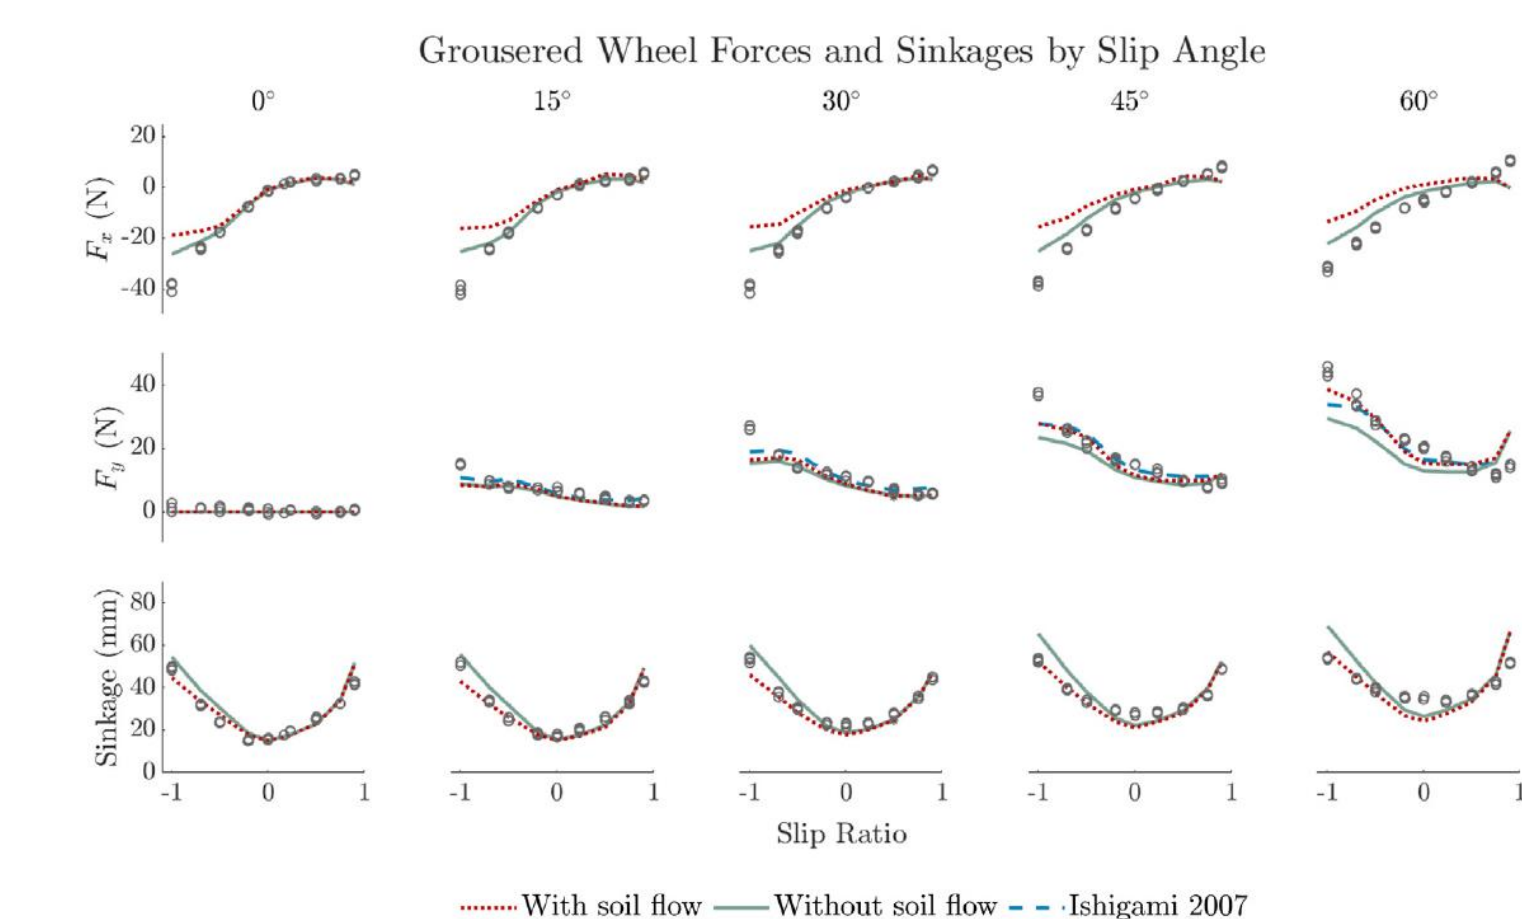 Grousered Wheel Forces and Sinkages by Slip Angle
0° 15° 30° 45° 60°
20
0
-20
-40
Fx (N)
40
20
0
Fy (N)
80
60
40
20
0
Sinkage (mm)
-1 0 1 -1 0 1 -1 0 1 -1 0 1 -1 0 1
Slip Ratio
With soil flow Without soil flow Ishigami 2007